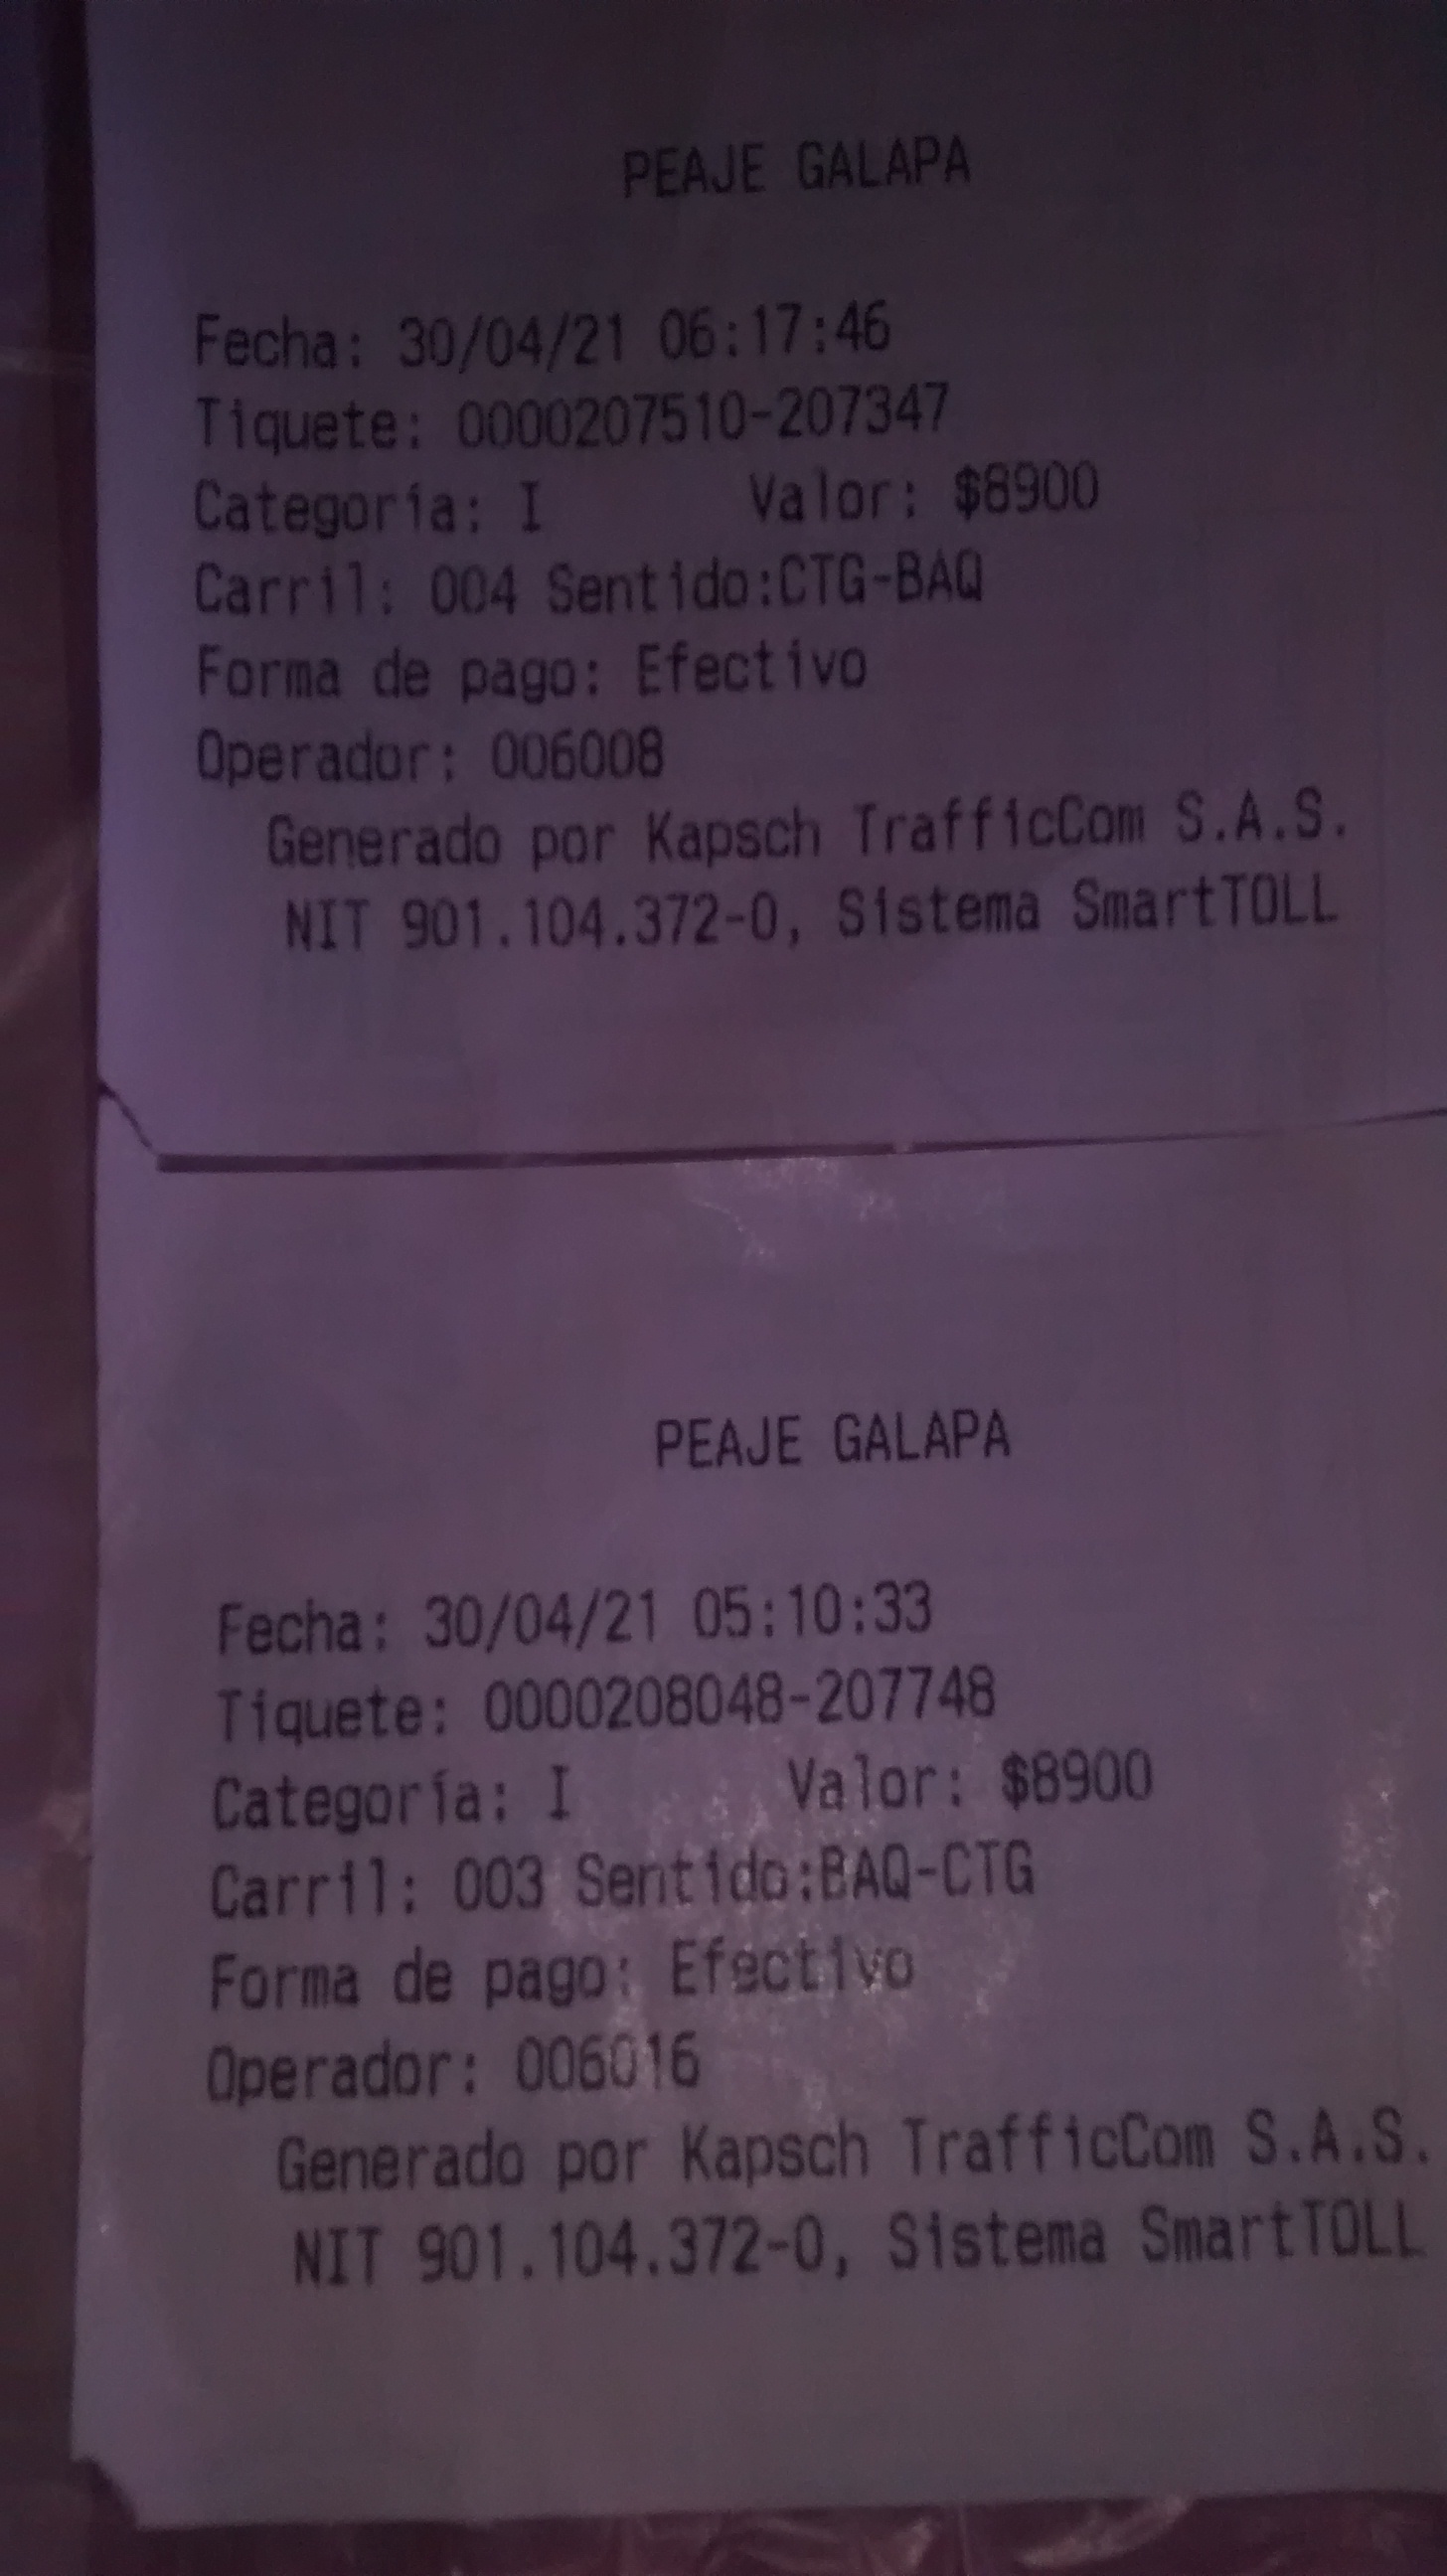 PEAJE GALAPA
Fecha: 30/04/21 06:17:46
Tiquete: 0000207510-207347
Categoría: I Valor: $8900
Carril: 004 Sentido:CTG-BAQ
Forma de pago: Efectivo
Operador: 006008
Generado por Kapsch TrafficCom S.A.S.
NIT 901.104.372-0, Sistema SmartTOLL
PEAJE GALAPA
Fecha: 30/04/21 05:10:33
Tiquete: 0000208048-207748
Categoría: I Valor: $8900
Carril: 003 Sentido:BAQ-CTG
Forma de pago: Efectivo
Operador: 006016
Generado por Kapsch TrafficCom S.A.S.
NIT 901.104.372-0, Sistema SmartTOLL